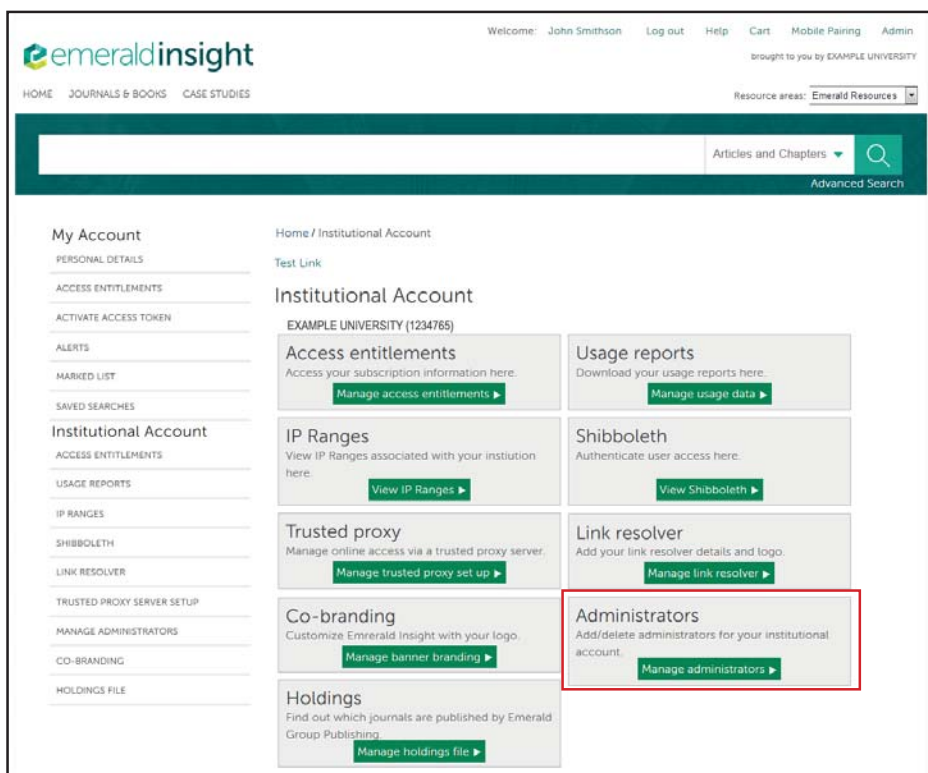 Welcome: John Smithson Log out Help Cart Mobile Pairing Admin
emeraldinsight
brought to you by EXAMPLE UNIVERSITY
HOME JOURNALS & BOOKS CASE STUDIES
Resource areas: Emerald Resources
Articles and Chapters
Advanced Search
My Account
PERSONAL DETAILS
ACCESS ENTITLEMENTS
ACTIVATE ACCESS TOKEN
ALERTS
MARKED LIST
SAVED SEARCHES
Institutional Account
ACCESS ENTITLEMENTS
USAGE REPORTS
IP RANGES
SHIBBOLETH
LINK RESOLVER
TRUSTED PROXY SERVER SETUP
MANAGE ADMINISTRATORS
CO-BRANDING
HOLDINGS FILE
Home / Institutional Account
Test Link
Institutional Account
EXAMPLE UNIVERSITY (1234765)
Access entitlements
Access your subscription information here.
Manage access entitlements
Usage reports
Download your usage reports here.
Manage usage data
IP Ranges
View IP Ranges associated with your instiution
here.
View IP Ranges
Shibboleth
Authenticate user access here.
View Shibboleth
Trusted proxy
Manage online access via a trusted proxy server.
Manage trusted proxy set up
Link resolver
Add your link resolver details and logo.
Manage link resolver
Co-branding
Customize Emrerald Insight with your logo.
Manage banner branding
Administrators
Add/delete administrators for your institutional
account.
Manage administrators
Holdings
Find out which journals are published by Emerald
Group Publishing.
Manage holdings file